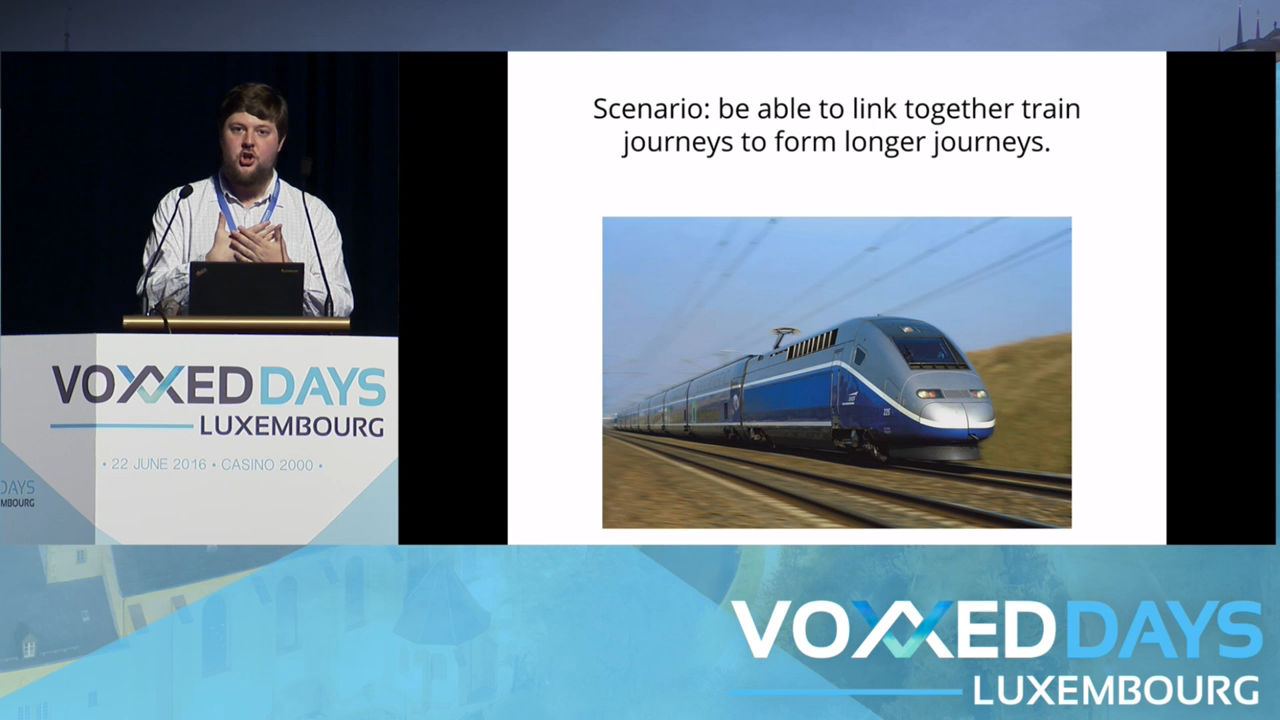 Scenario: be able to link together train
journeys to form longer journeys.
VOXXED DAYS
LUXEMBOURG
• 22 JUNE 2016 • CASINO 2000 •
DAYS
MBOURG
VOXXED DAYS
LUXEMBOURG